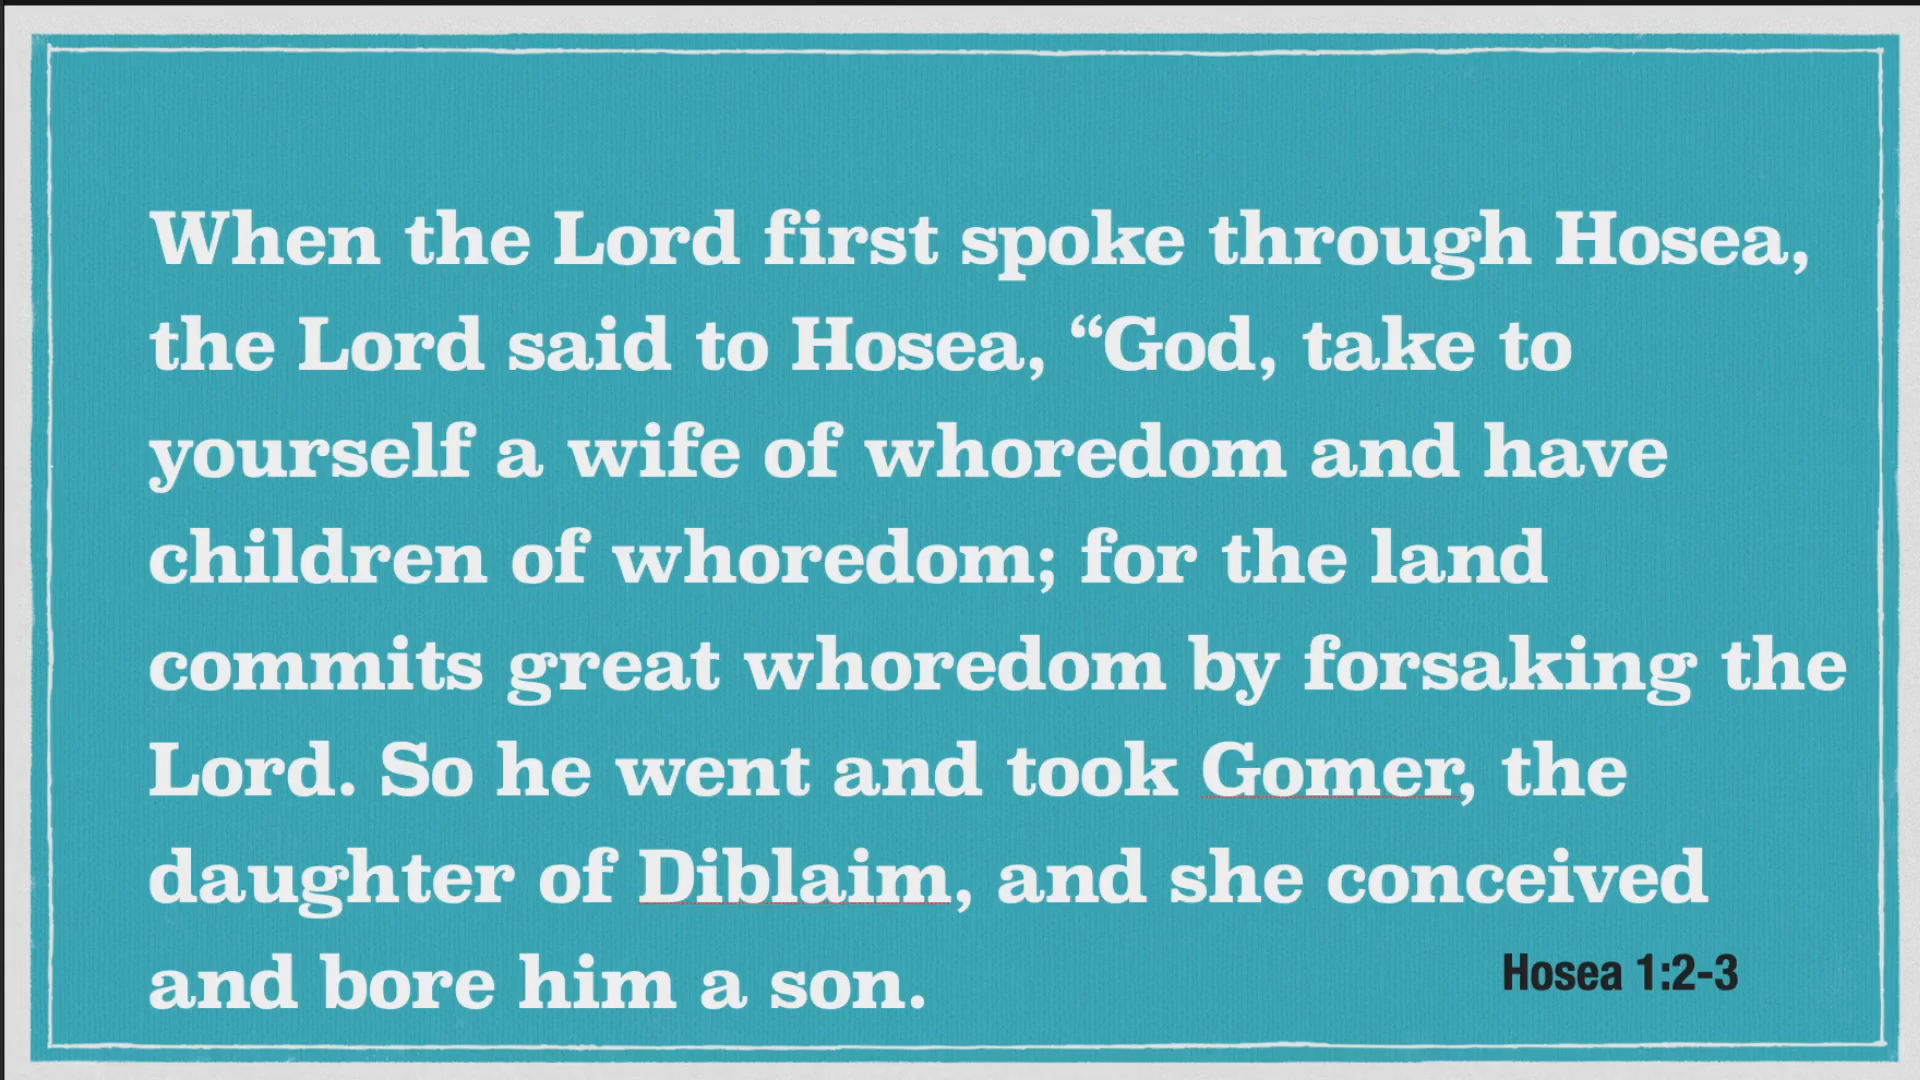 When the Lord first spoke through Hosea,
the Lord said to Hosea, “God, take to
yourself a wife of whoredom and have
children of whoredom; for the land
commits great whoredom by forsaking the
Lord. So he went and took Gomer, the
daughter of Diblaim, and she conceived
and bore him a son.
Hosea 1:2-3